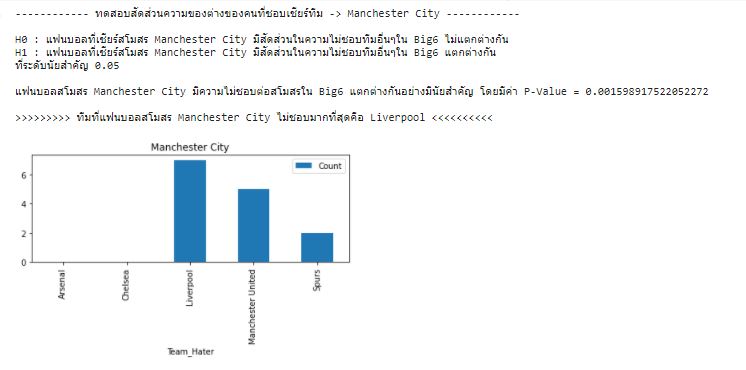 ------------ ทดสอบสัดส่วนความของต่างของคนที่ชอบเชียร์ทีม -> Manchester City ------------
H0 : แฟนบอลที่เชียร์สโมสร Manchester City มีสัดส่วนในความไม่ชอบทีมอื่นๆใน Big6 ไม่แตกต่างกัน
H1 : แฟนบอลที่เชียร์สโมสร Manchester City มีสัดส่วนในความไม่ชอบทีมอื่นๆใน Big6 แตกต่างกัน
ที่ระดับนัยสำคัญ 0.05
แฟนบอลสโมสร Manchester City มีความไม่ชอบต่อสโมสรใน Big6 แตกต่างกันอย่างมีนัยสำคัญ โดยมีค่า P-Value = 0.001598917522052272
>>>>>>>>> ทีมที่แฟนบอลสโมสร Manchester City ไม่ชอบมากที่สุดคือ Liverpool <<<<<<<<<<
Manchester City
Count
6
4
2
0
Arsenal
Chelsea
Liverpool
Manchester United
Spurs
Team_Hater